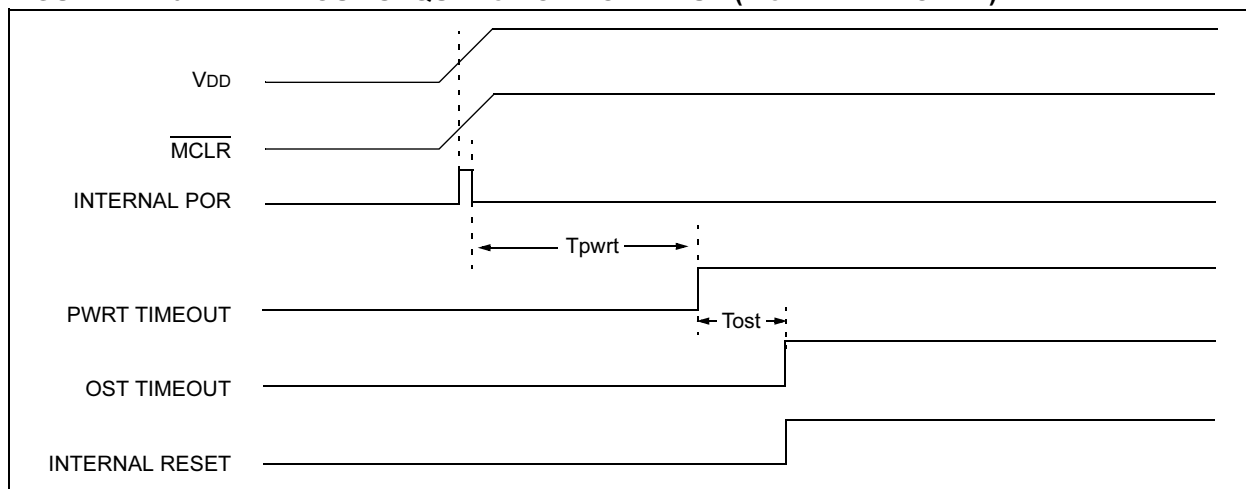 VDD
MCLR
INTERNAL POR
Tpwrt
PWRT TIMEOUT
Tost
OST TIMEOUT
INTERNAL RESET